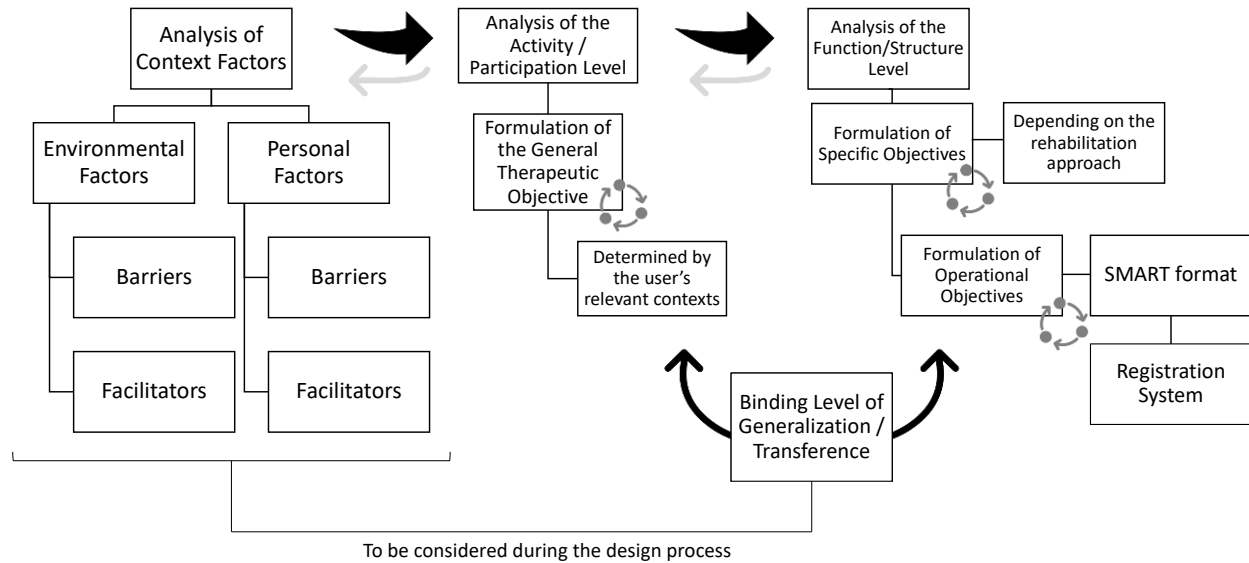 Analysis of
Context Factors
Environmental
Factors
Personal
Factors
Barriers
Barriers
Facilitators
Facilitators
Analysis of the
Activity /
Participation Level
Formulation of
the General
Therapeutic
Objective
Determined by
the user's
relevant contexts
Analysis of the
Function/Structure
Level
Formulation of
Specific Objectives
Depending on the
rehabilitation
approach
Formulation of
Operational
Objectives
SMART format
Registration
System
Binding Level of
Generalization /
Transference
To be considered during the design process